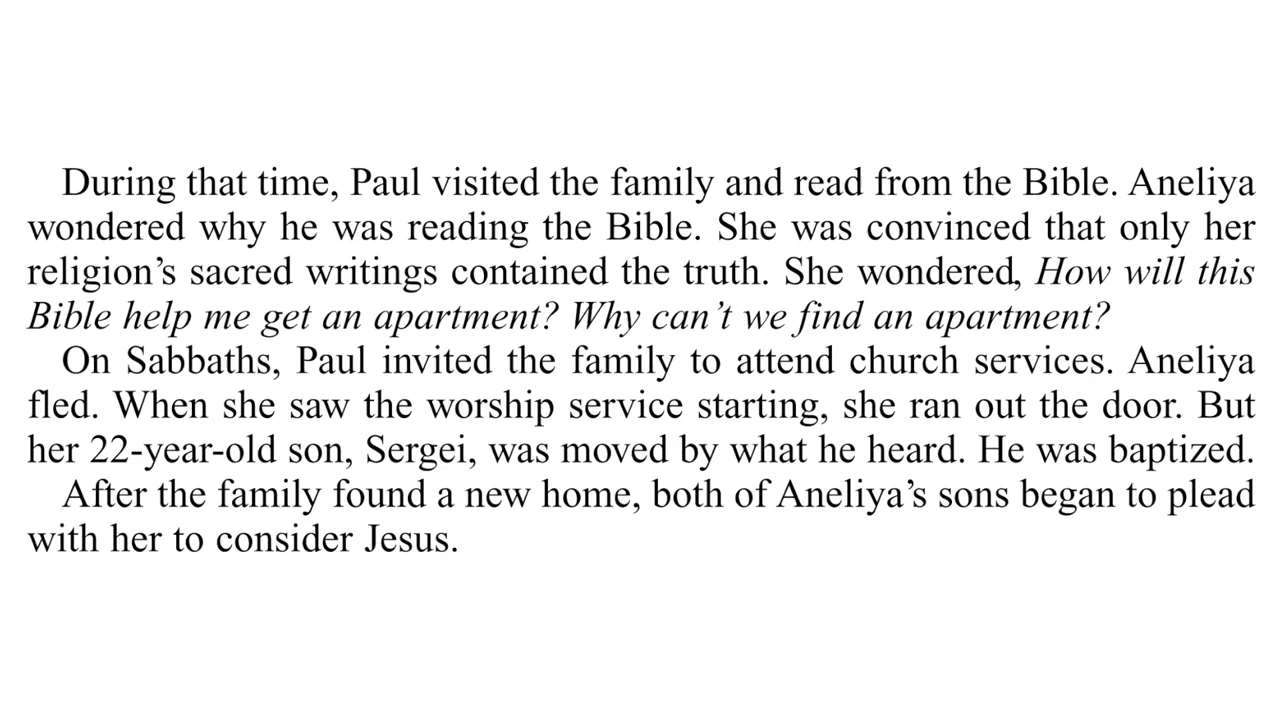 During that time, Paul visited the family and read from the Bible. Aneliya
wondered why he was reading the Bible. She was convinced that only her
religion’s sacred writings contained the truth. She wondered, How will this
Bible help me get an apartment? Why can’t we find an apartment?
On Sabbaths, Paul invited the family to attend church services. Aneliya
fled. When she saw the worship service starting, she ran out the door. But
her 22-year-old son, Sergei, was moved by what he heard. He was baptized.
After the family found a new home, both of Aneliya’s sons began to plead
with her to consider Jesus.